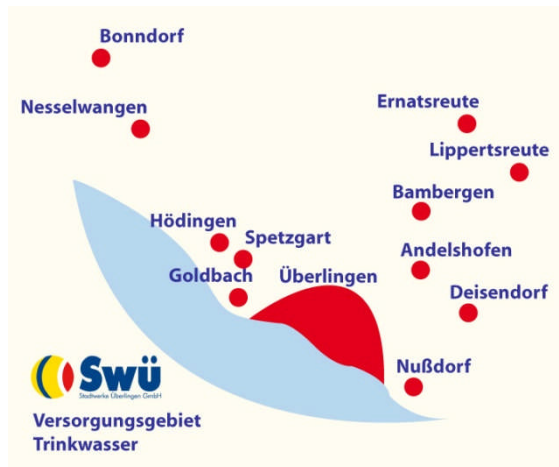 Bonndorf
Nesselwangen
Ernatsreute
Lippertsreute
Bambergen
Hödingen
Spetzgart
Andelshofen
Goldbach
Überlingen
Deisendorf
Nußdorf
Swü
Stadtwerke Überlingen GmbH
Versorgungsgebiet
Trinkwasser